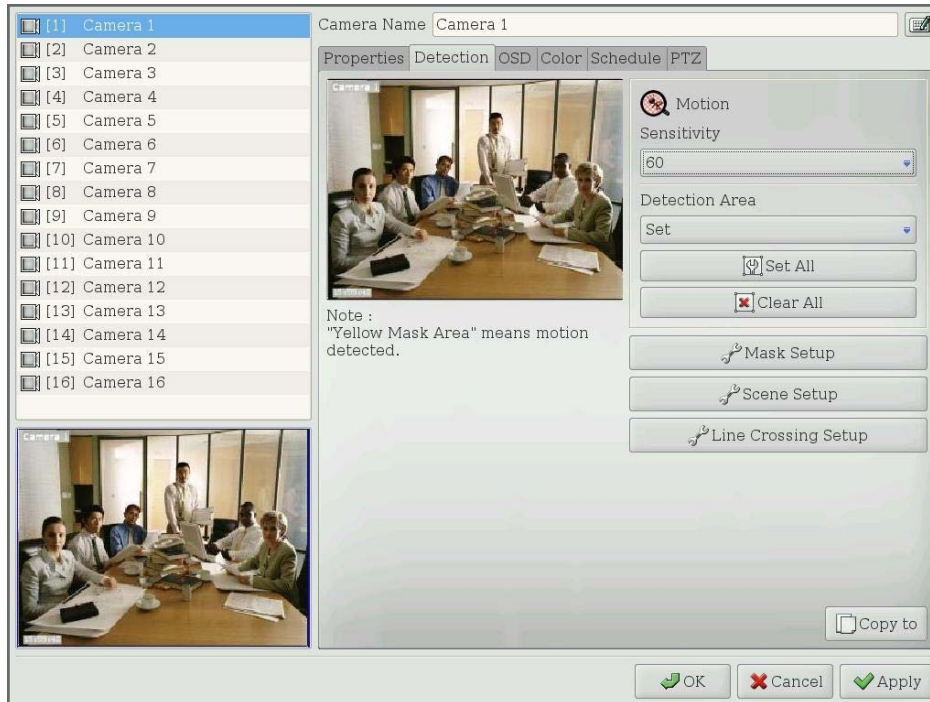 [1] Camera 1
[2] Camera 2
[3] Camera 3
[4] Camera 4
[5] Camera 5
[6] Camera 6
[7] Camera 7
[8] Camera 8
[9] Camera 9
[10] Camera 10
[11] Camera 11
[12] Camera 12
[13] Camera 13
[14] Camera 14
[15] Camera 15
[16] Camera 16
Camera 1
Camera Name Camera 1
Properties Detection OSD Color Schedule PTZ
Camera 1
Note :
"Yellow Mask Area" means motion
detected.
Motion
Sensitivity
60
Detection Area
Set
Set All
Clear All
Mask Setup
Scene Setup
Line Crossing Setup
Copy to
OK Cancel Apply